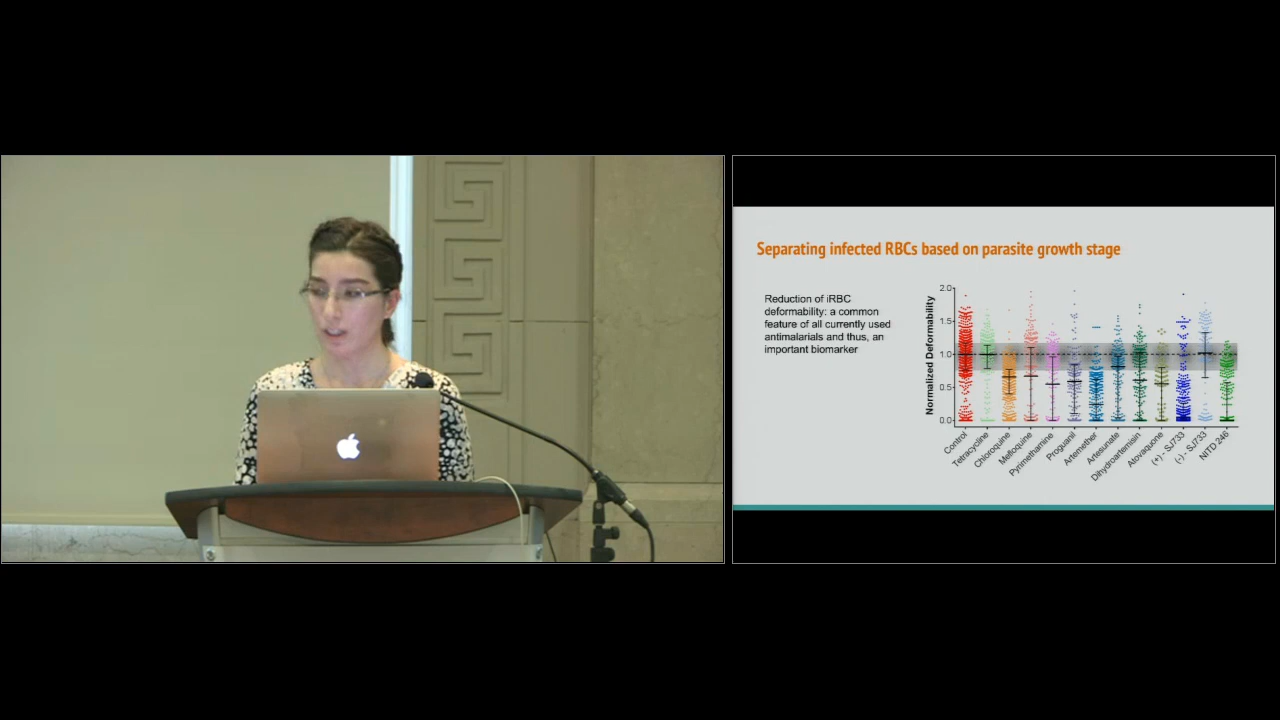 Separating infected RBCs based on parasite growth stage
Reduction of iRBC
deformability: a common
feature of all currently used
antimalarials and thus, an
important biomarker
Normalized Deformability
2.0
1.5
1.0
0.5
0.0
Control
Tetracycline
Chloroquine
Mefloquine
Pyrimethamine
Proguanil
Artemether
Artesunate
Dihydroartemisin
Atovaquone
(+) - SJ733
(-) - SJ733
NITD 246